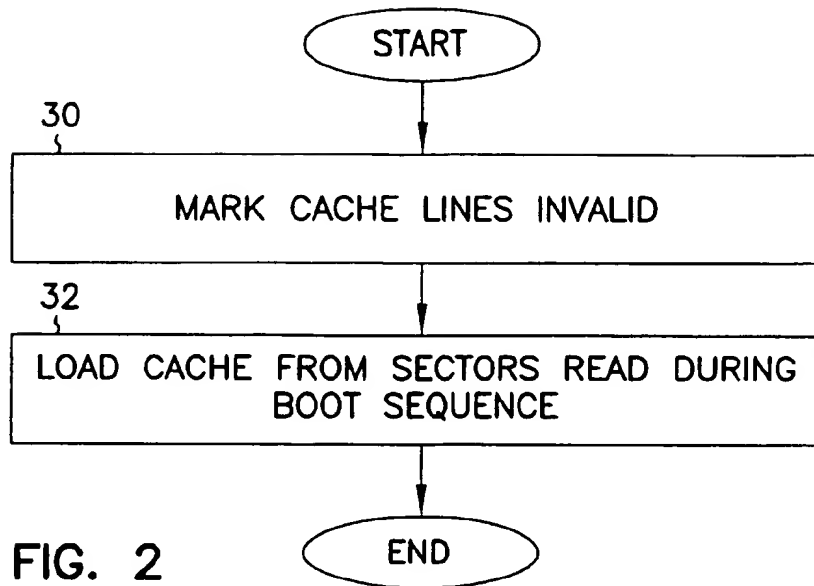 START
30
MARK CACHE LINES INVALID
32
LOAD CACHE FROM SECTORS READ DURING
BOOT SEQUENCE
END
FIG. 2